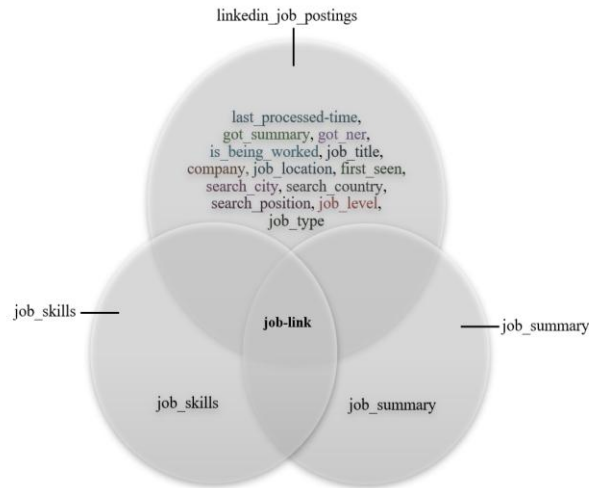 linkedin_job_postings
last_processed-time,
got_summary, got_ner,
is_being_worked, job_title,
company, job_location, first_seen,
search_city, search_country,
search_position, job_level,
job_type
job_skills
job-link
job_summary
job_skills
job_summary